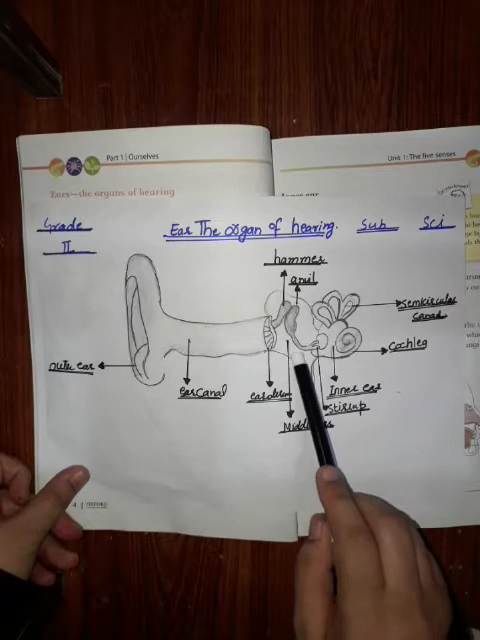 Part 1 | Ourselves
Unit 1: The five senses
Ears—the organs of hearing
Grade
II
Ear The organ of hearing.
Sub
Sci
hammer
anvil
Semicircular
canal
Cochlea
outer ear
ear canal
eardrum
Inner ear
Stirrup
Middle
4 | OXFORD